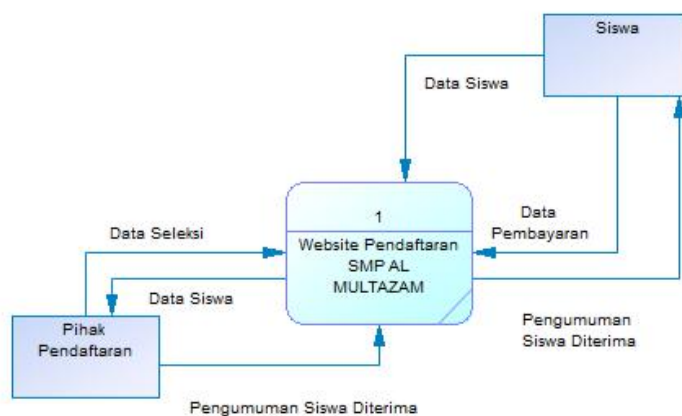 Siswa
Data Siswa
1
Website Pendaftaran
SMP AL
MULTAZAM
Data
Pembayaran
Data Seleksi
Data Siswa
Pihak
Pendaftaran
Pengumuman
Siswa Diterima
Pengumuman Siswa Diterima